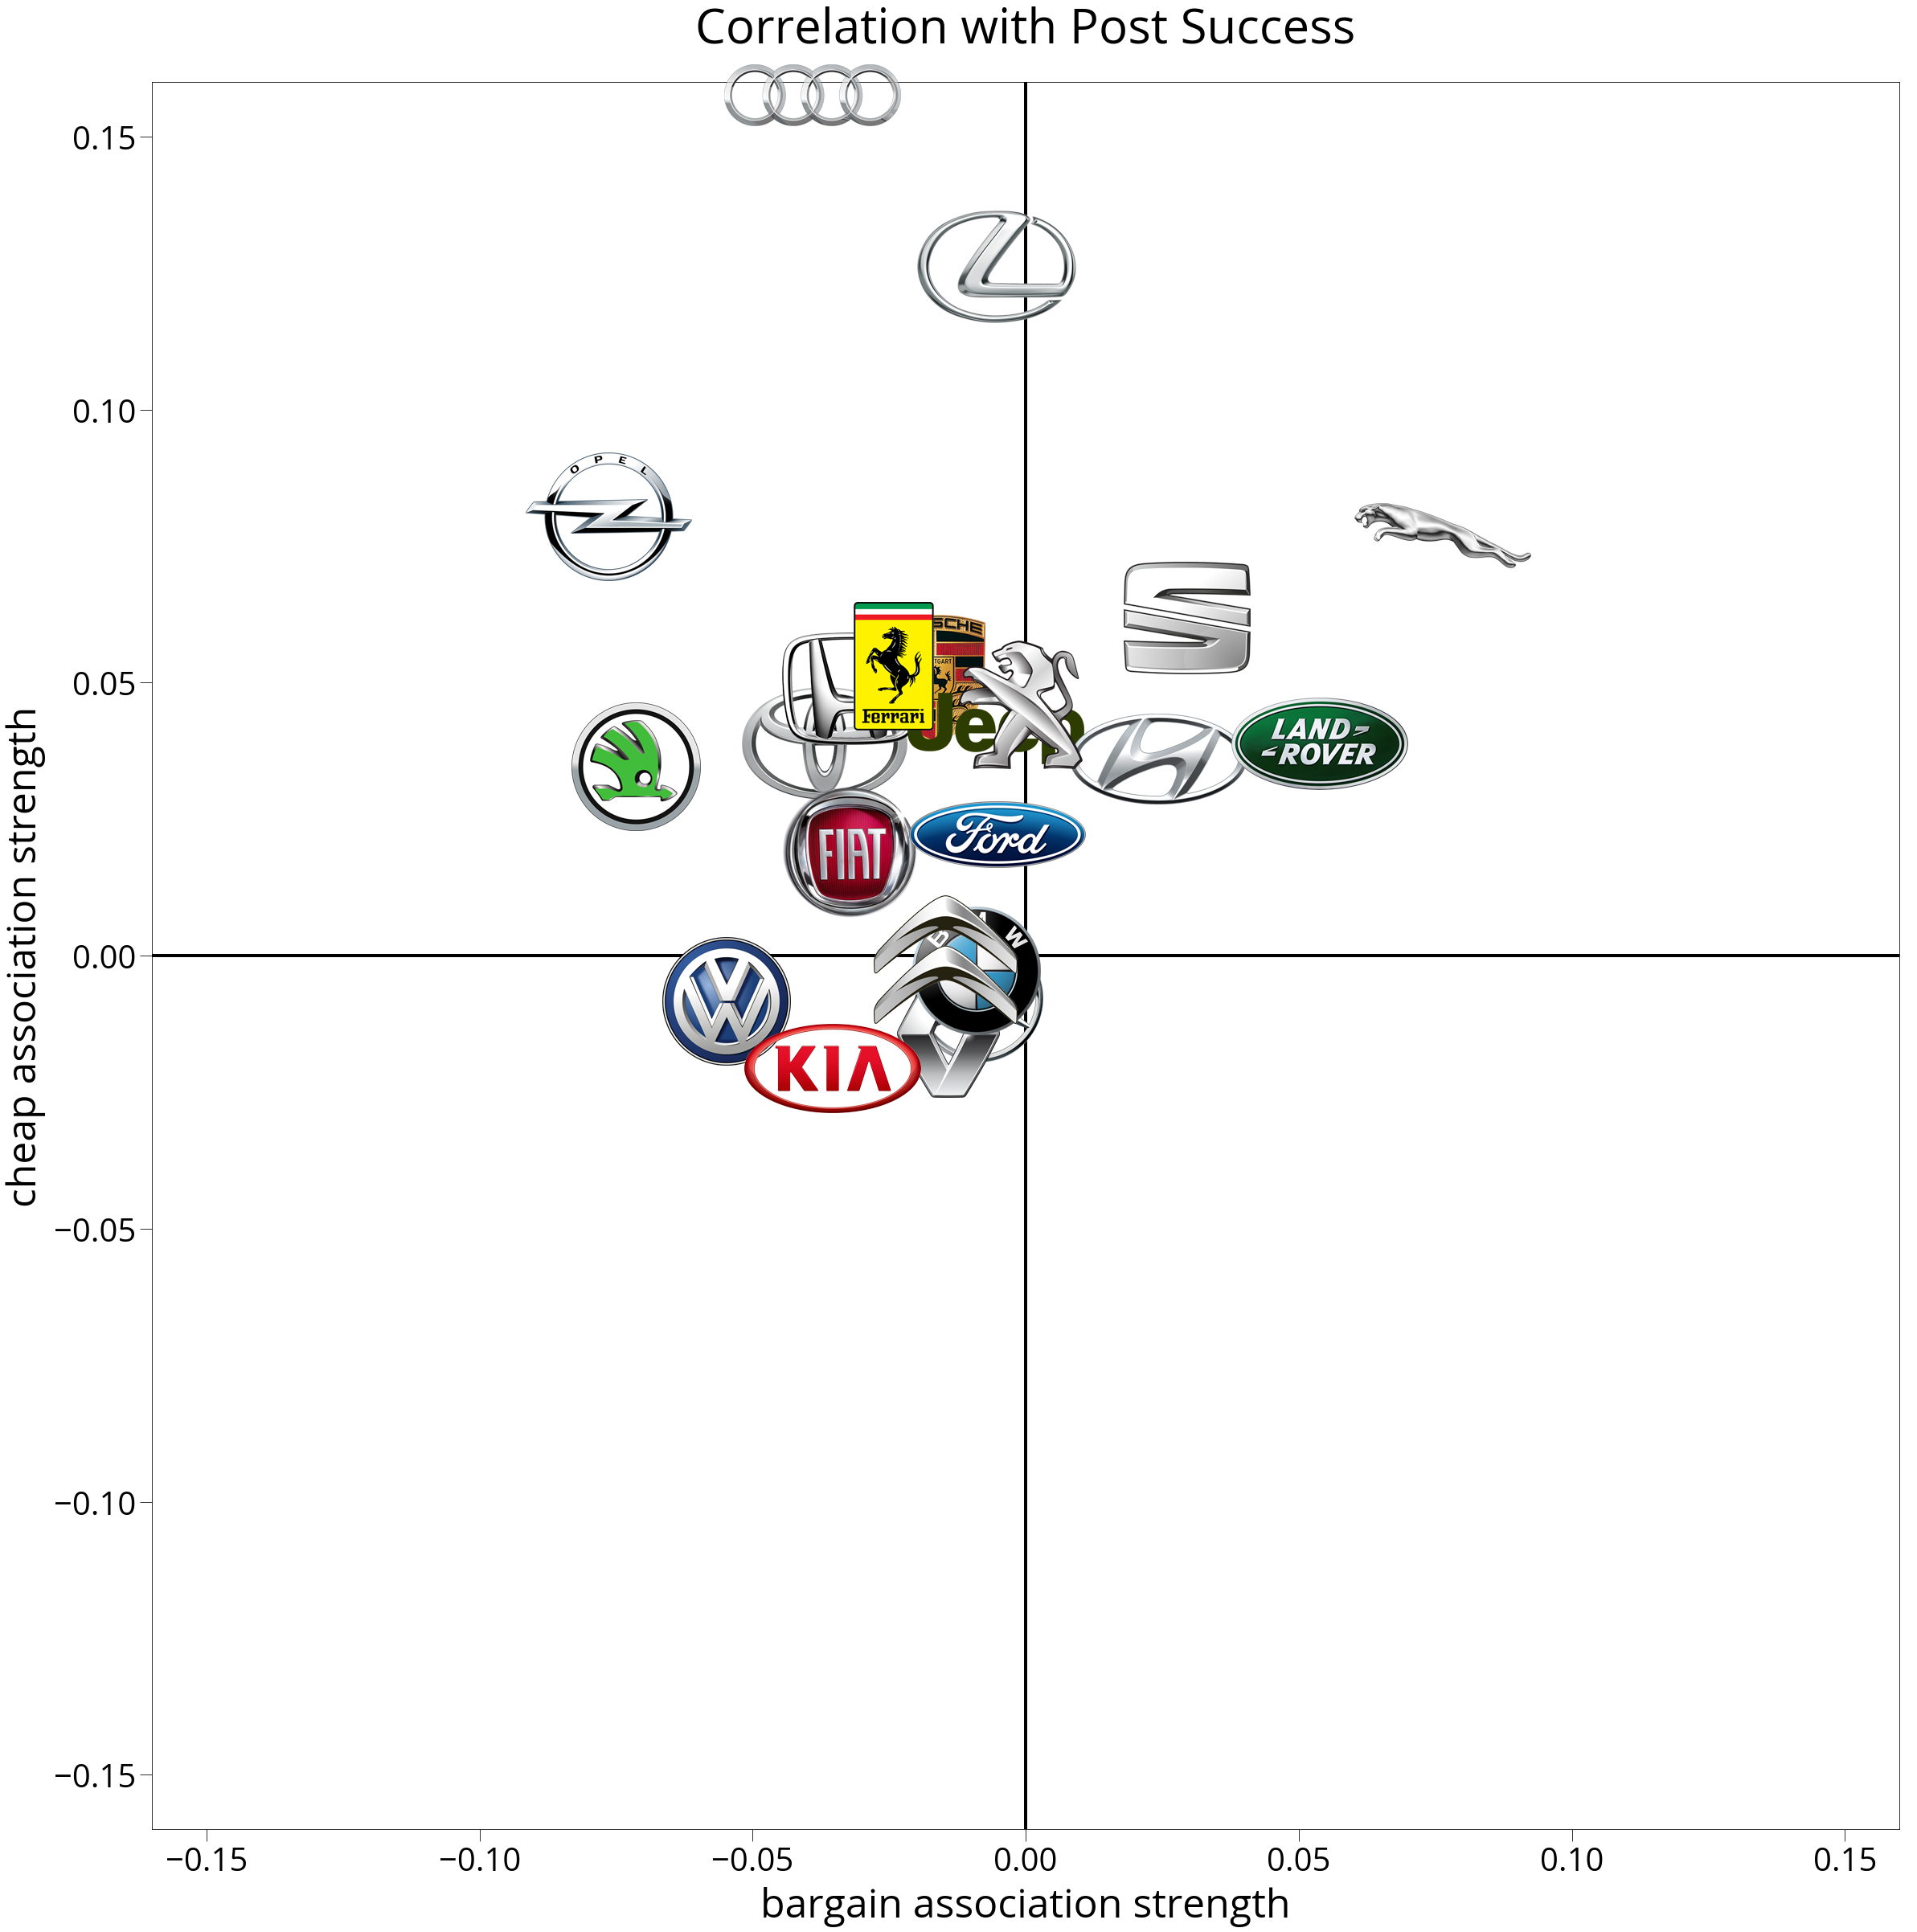 Correlation with Post Success
0.15
0.10
OPEL
SCHE
TGART
Ferrari
Jeep
LAND-
-ROVER
0.05
FIAT
Ford
B W
0.00
KIA
−0.05
−0.10
−0.15
cheap association strength
−0.15 −0.10 −0.05 0.00 0.05 0.10 0.15
bargain association strength